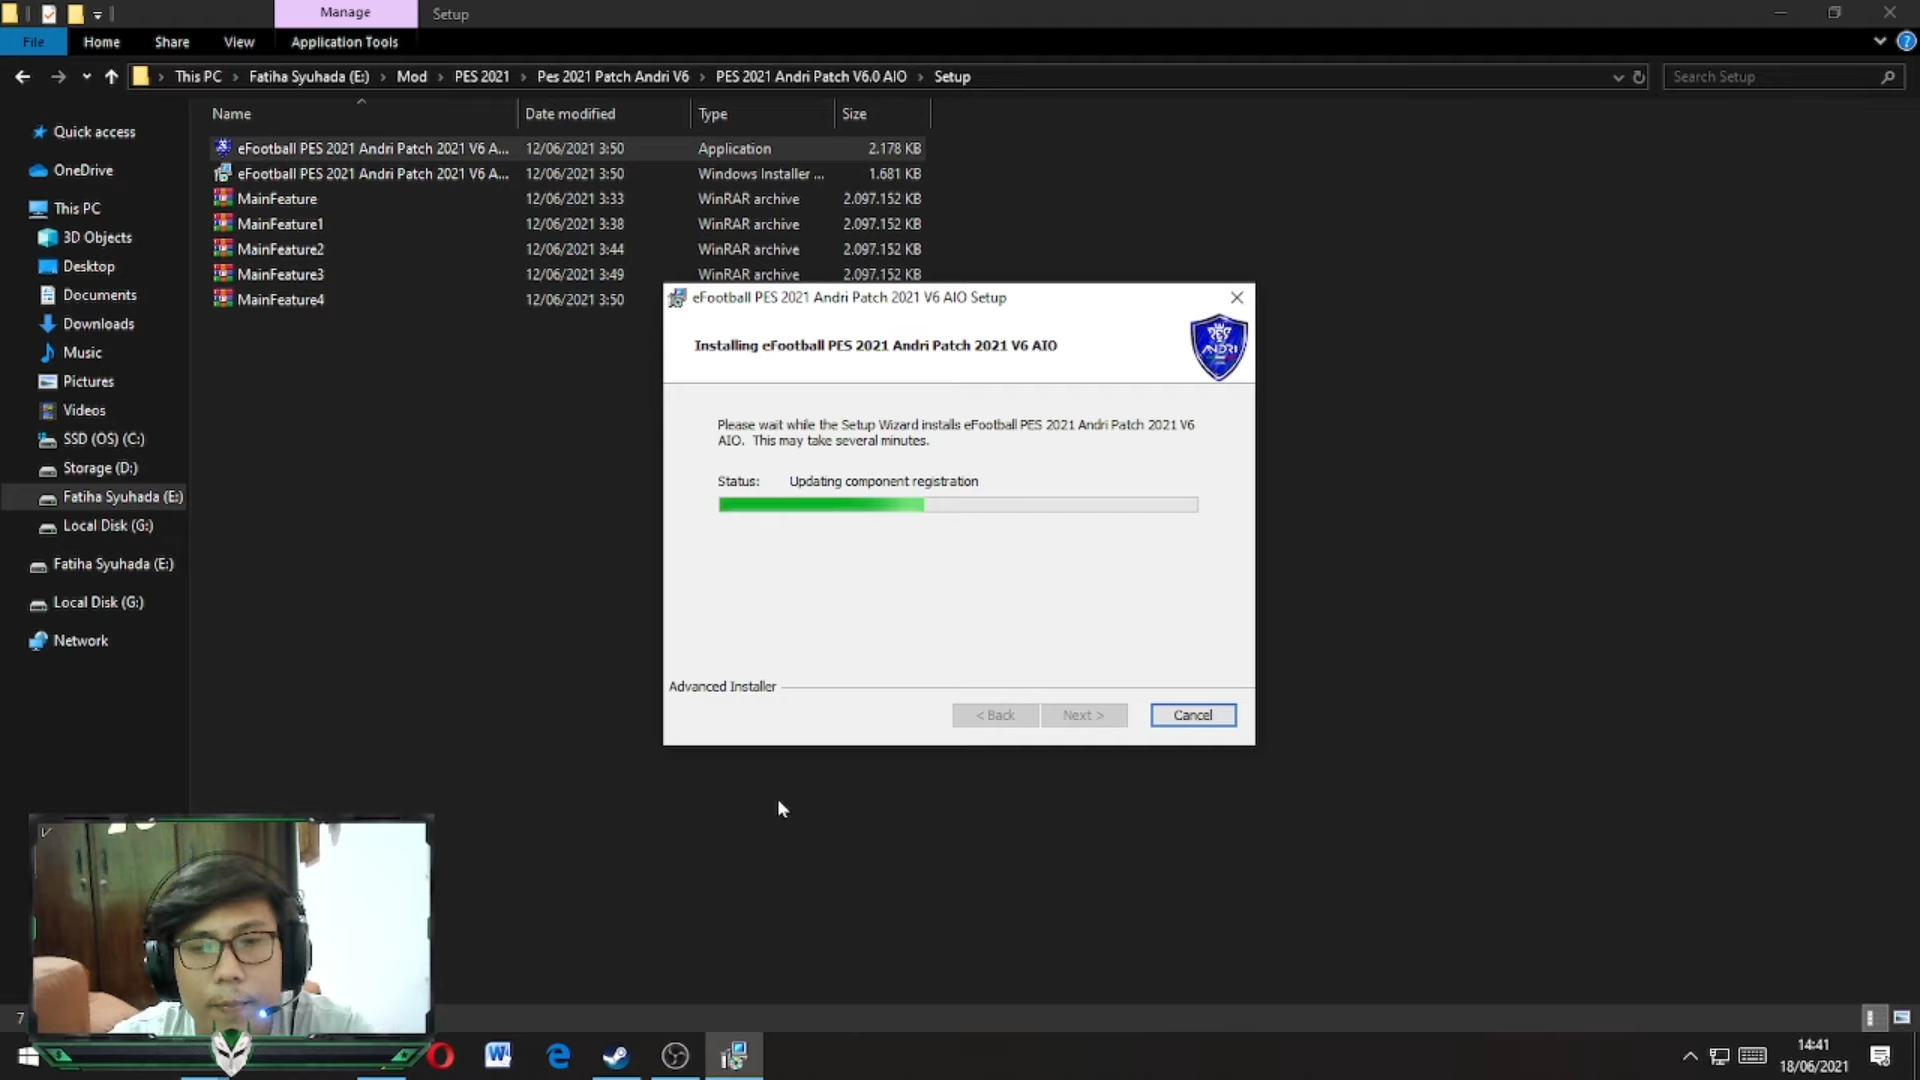 Manage
Setup
File
Home
Share
View
Application Tools
This PC > Fatiha Syuhada (E:) > Mod > PES 2021 > Pes 2021 Patch Andri V6 > PES 2021 Andri Patch V6.0 AIO > Setup
Search Setup
Name
Date modified
Type
Size
eFootball PES 2021 Andri Patch 2021 V6 A... 12/06/2021 3:50 Application 2.178 KB
eFootball PES 2021 Andri Patch 2021 V6 A... 12/06/2021 3:50 Windows Installer ... 1.681 KB
MainFeature 12/06/2021 3:33 WinRAR archive 2.097.152 KB
MainFeature1 12/06/2021 3:38 WinRAR archive 2.097.152 KB
MainFeature2 12/06/2021 3:44 WinRAR archive 2.097.152 KB
MainFeature3 12/06/2021 3:49 WinRAR archive 2.097.152 KB
MainFeature4 12/06/2021 3:50
Quick access
OneDrive
This PC
3D Objects
Desktop
Documents
Downloads
Music
Pictures
Videos
SSD (OS) (C:)
Storage (D:)
Fatiha Syuhada (E:)
Local Disk (G:)
Fatiha Syuhada (E:)
Local Disk (G:)
Network
eFootball PES 2021 Andri Patch 2021 V6 AIO Setup
Installing eFootball PES 2021 Andri Patch 2021 V6 AIO
ANDRI
Please wait while the Setup Wizard installs eFootball PES 2021 Andri Patch 2021 V6
AIO. This may take several minutes.
Status: Updating component registration
Advanced Installer
< Back
Next >
Cancel
7
14:41
18/06/2021